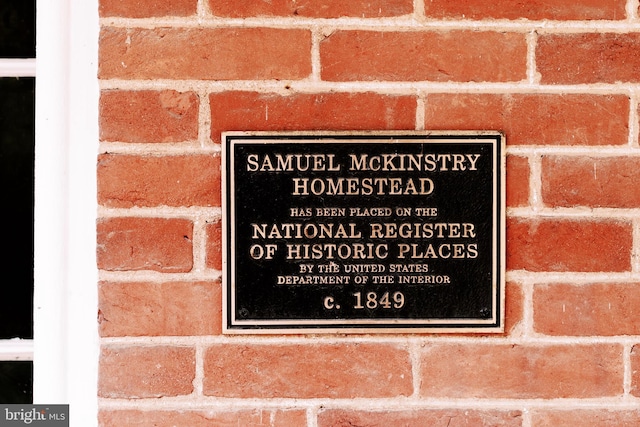 SAMUEL McKINSTRY
HOMESTEAD
HAS BEEN PLACED ON THE
NATIONAL REGISTER
OF HISTORIC PLACES
BY THE UNITED STATES
DEPARTMENT OF THE INTERIOR
c. 1849
bright MLS